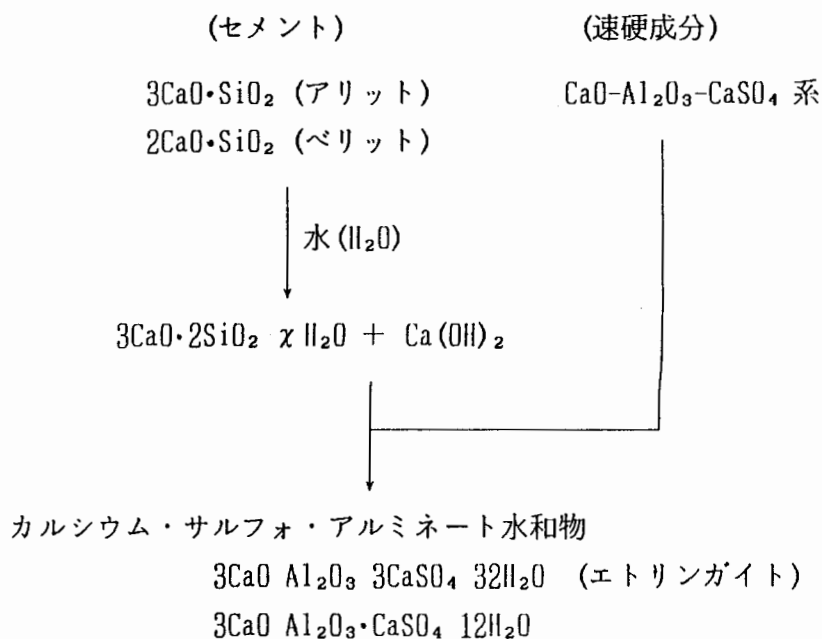 (セメント) (速硬成分)
3CaO·SiO₂ (アリット) CaO-Al₂O₃-CaSO₄ 系
2CaO·SiO₂ (ベリット)
水(H₂O)
3CaO·2SiO₂ χH₂O + Ca(OH)₂
カルシウム・サルフォ・アルミネート水和物
3CaO Al₂O₃ 3CaSO₄ 32H₂O (エトリンガイト)
3CaO Al₂O₃·CaSO₄ 12H₂O